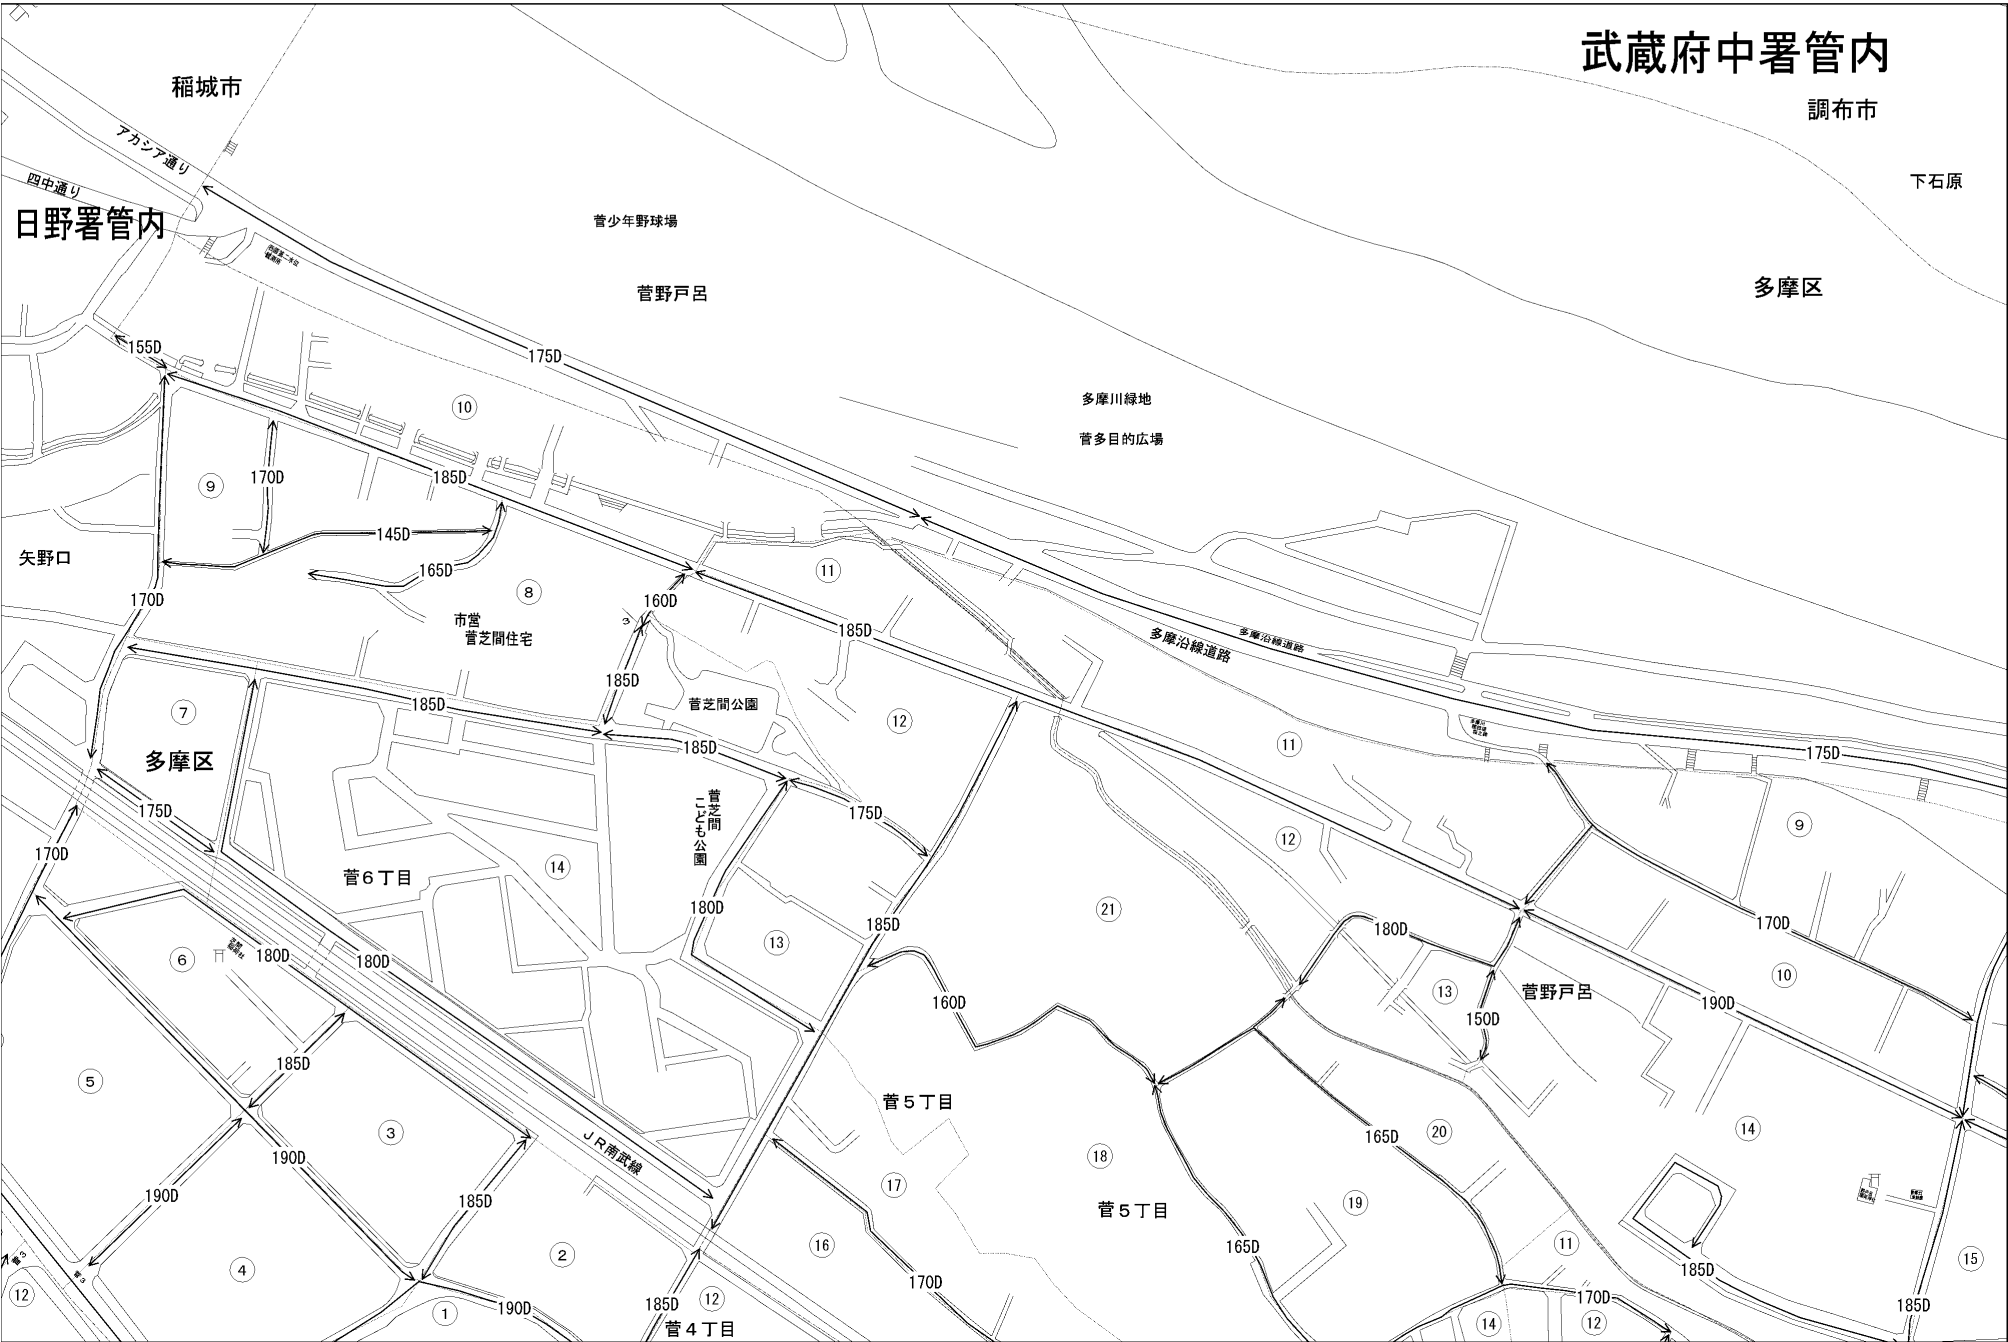 武蔵府中署管内
稲城市
調布市
アカシア通り
四中通り
下石原
日野署管内
菅少年野球場
多摩区
菅野戸呂
155D
175D
多摩川緑地
⑩
菅多目的広場
⑨
170D
185D
145D
矢野口
165D
⑪
⑧
170D
160D
市営
菅芝間住宅
185D
多摩沿線道路
多摩沿線道路
185D
⑦
185D
菅芝間公園
⑫
185D
⑪
175D
多摩区
175D
菅芝間
こども公園
175D
⑨
⑫
170D
菅6丁目
⑭
180D
185D
㉑
170D
180D
⑬
⑥
180D
180D
160D
⑬
菅野戸呂
⑩
190D
150D
185D
⑤
菅5丁目
③
165D
⑳
⑭
JR南武線
190D
⑱
190D
185D
⑰
⑲
菅5丁目
165D
⑯
⑪
②
④
菅3
菅3
170D
185D
⑮
⑫
190D
①
185D
⑫
170D
185D
菅4丁目
⑭
⑫